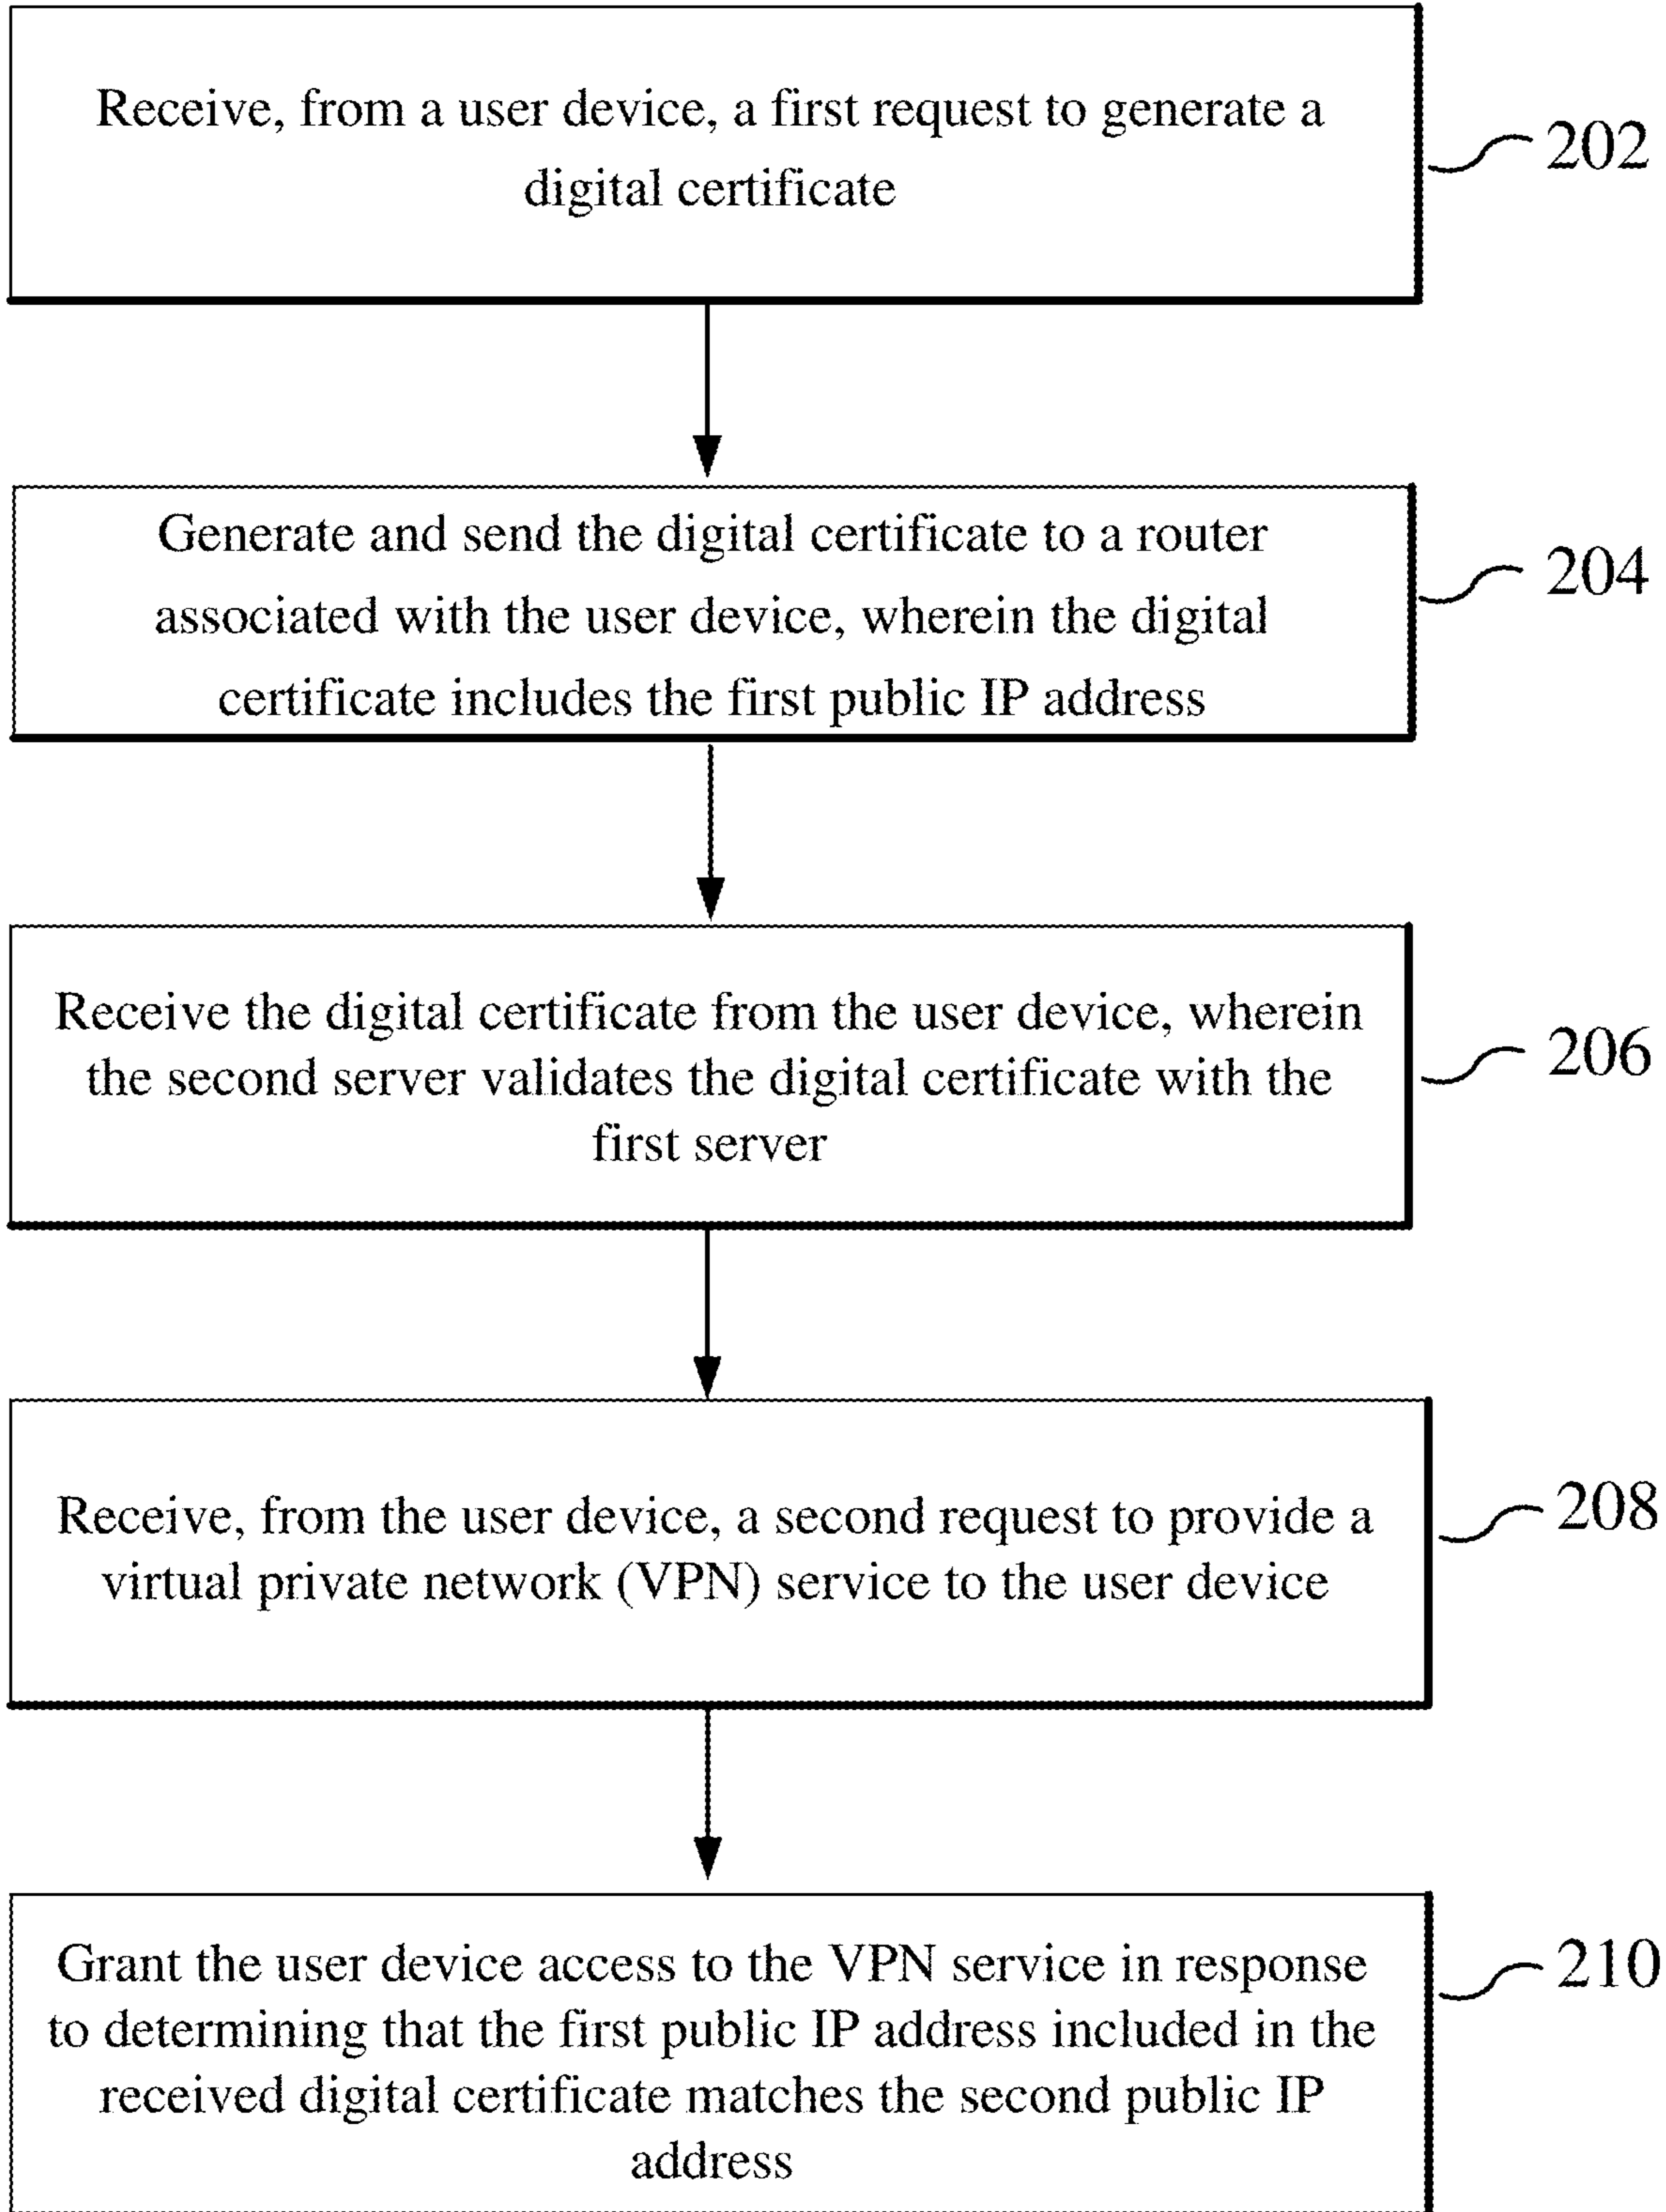 Receive, from a user device, a first request to generate a
digital certificate
202
Generate and send the digital certificate to a router
associated with the user device, wherein the digital
certificate includes the first public IP address
204
Receive the digital certificate from the user device, wherein
the second server validates the digital certificate with the
first server
206
Receive, from the user device, a second request to provide a
virtual private network (VPN) service to the user device
208
Grant the user device access to the VPN service in response
to determining that the first public IP address included in the
received digital certificate matches the second public IP
address
210